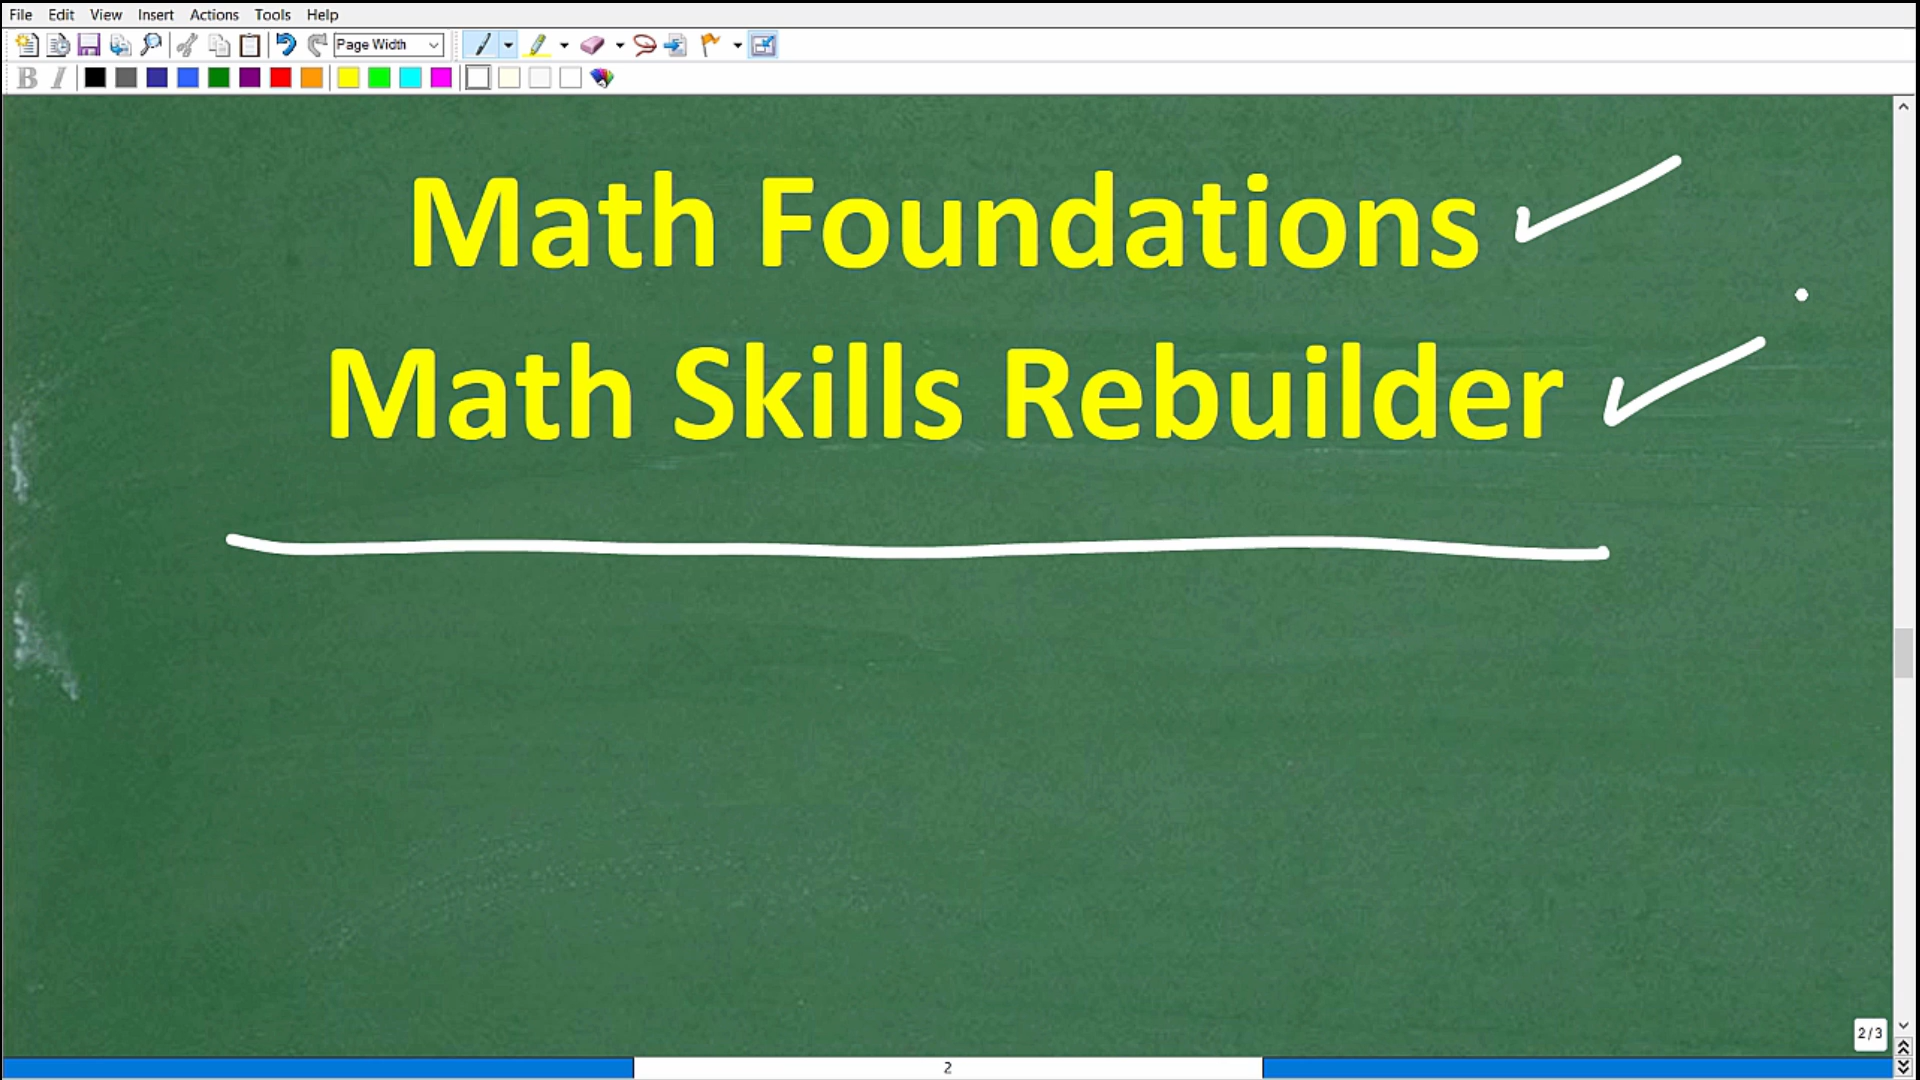 File Edit View Insert Actions Tools Help
Page Width
B I
Math Foundations
Math Skills Rebuilder
2/3
2